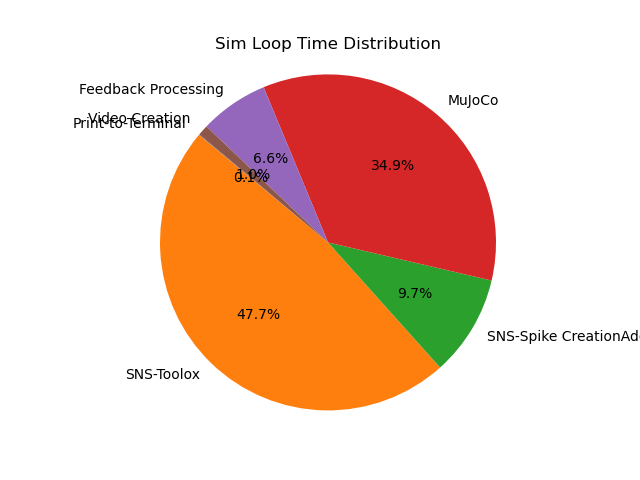 Sim Loop Time Distribution
Feedback Processing
MuJoCo
Video Creation
Print-to-Terminal
34.9%
6.6%
1.0%
0.1%
9.7%
47.7%
SNS-Spike CreationAd
SNS-Toolox